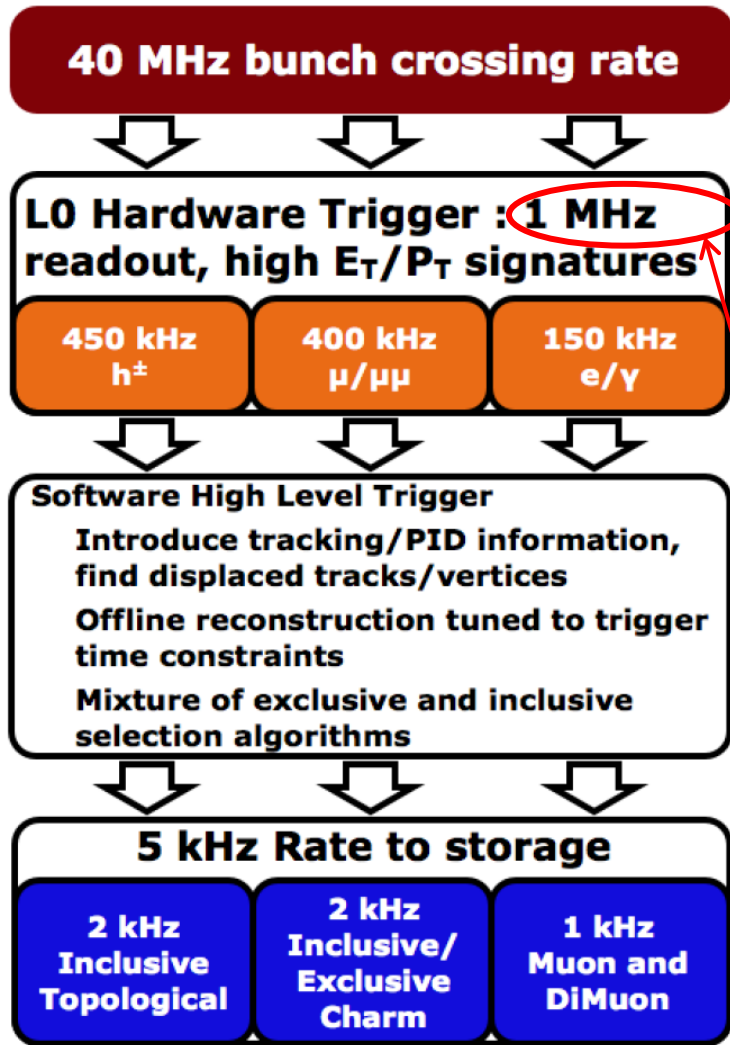 40 MHz bunch crossing rate
L0 Hardware Trigger : 1 MHz
readout, high E_T/P_T signatures
450 kHz
h±
400 kHz
μ/μμ
150 kHz
e/γ
Software High Level Trigger
Introduce tracking/PID information,
find displaced tracks/vertices
Offline reconstruction tuned to trigger
time constraints
Mixture of exclusive and inclusive
selection algorithms
5 kHz Rate to storage
2 kHz
Inclusive
Topological
2 kHz
Inclusive/
Exclusive
Charm
1 kHz
Muon and
DiMuon